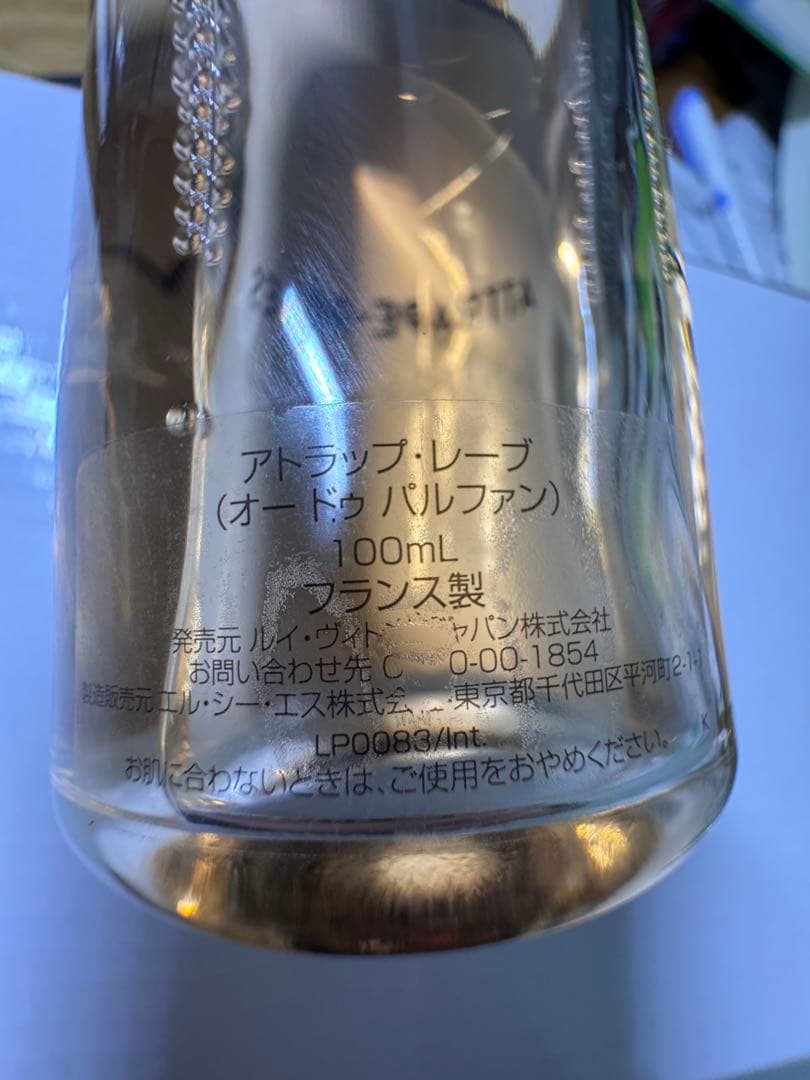 アトラップ・レーブ
(オー ドゥ パルファン)
100mL
フランス製
発売元 ルイ・ヴィト ャパン株式会社
お問い合わせ先 0-00-1854
製造販売元 エル・シー・エス株式会 東京都千代田区平河町2-1-1
LP0083/Int.
K
お肌に合わないときは、ご使用をおやめください。